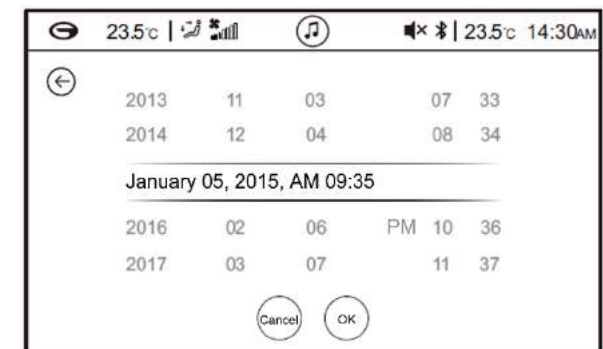 23.5°C | 23.5°C 14:30AM
2013 11 03 07 33
2014 12 04 08 34
January 05, 2015, AM 09:35
2016 02 06 PM 10 36
2017 03 07 11 37
Cancel OK